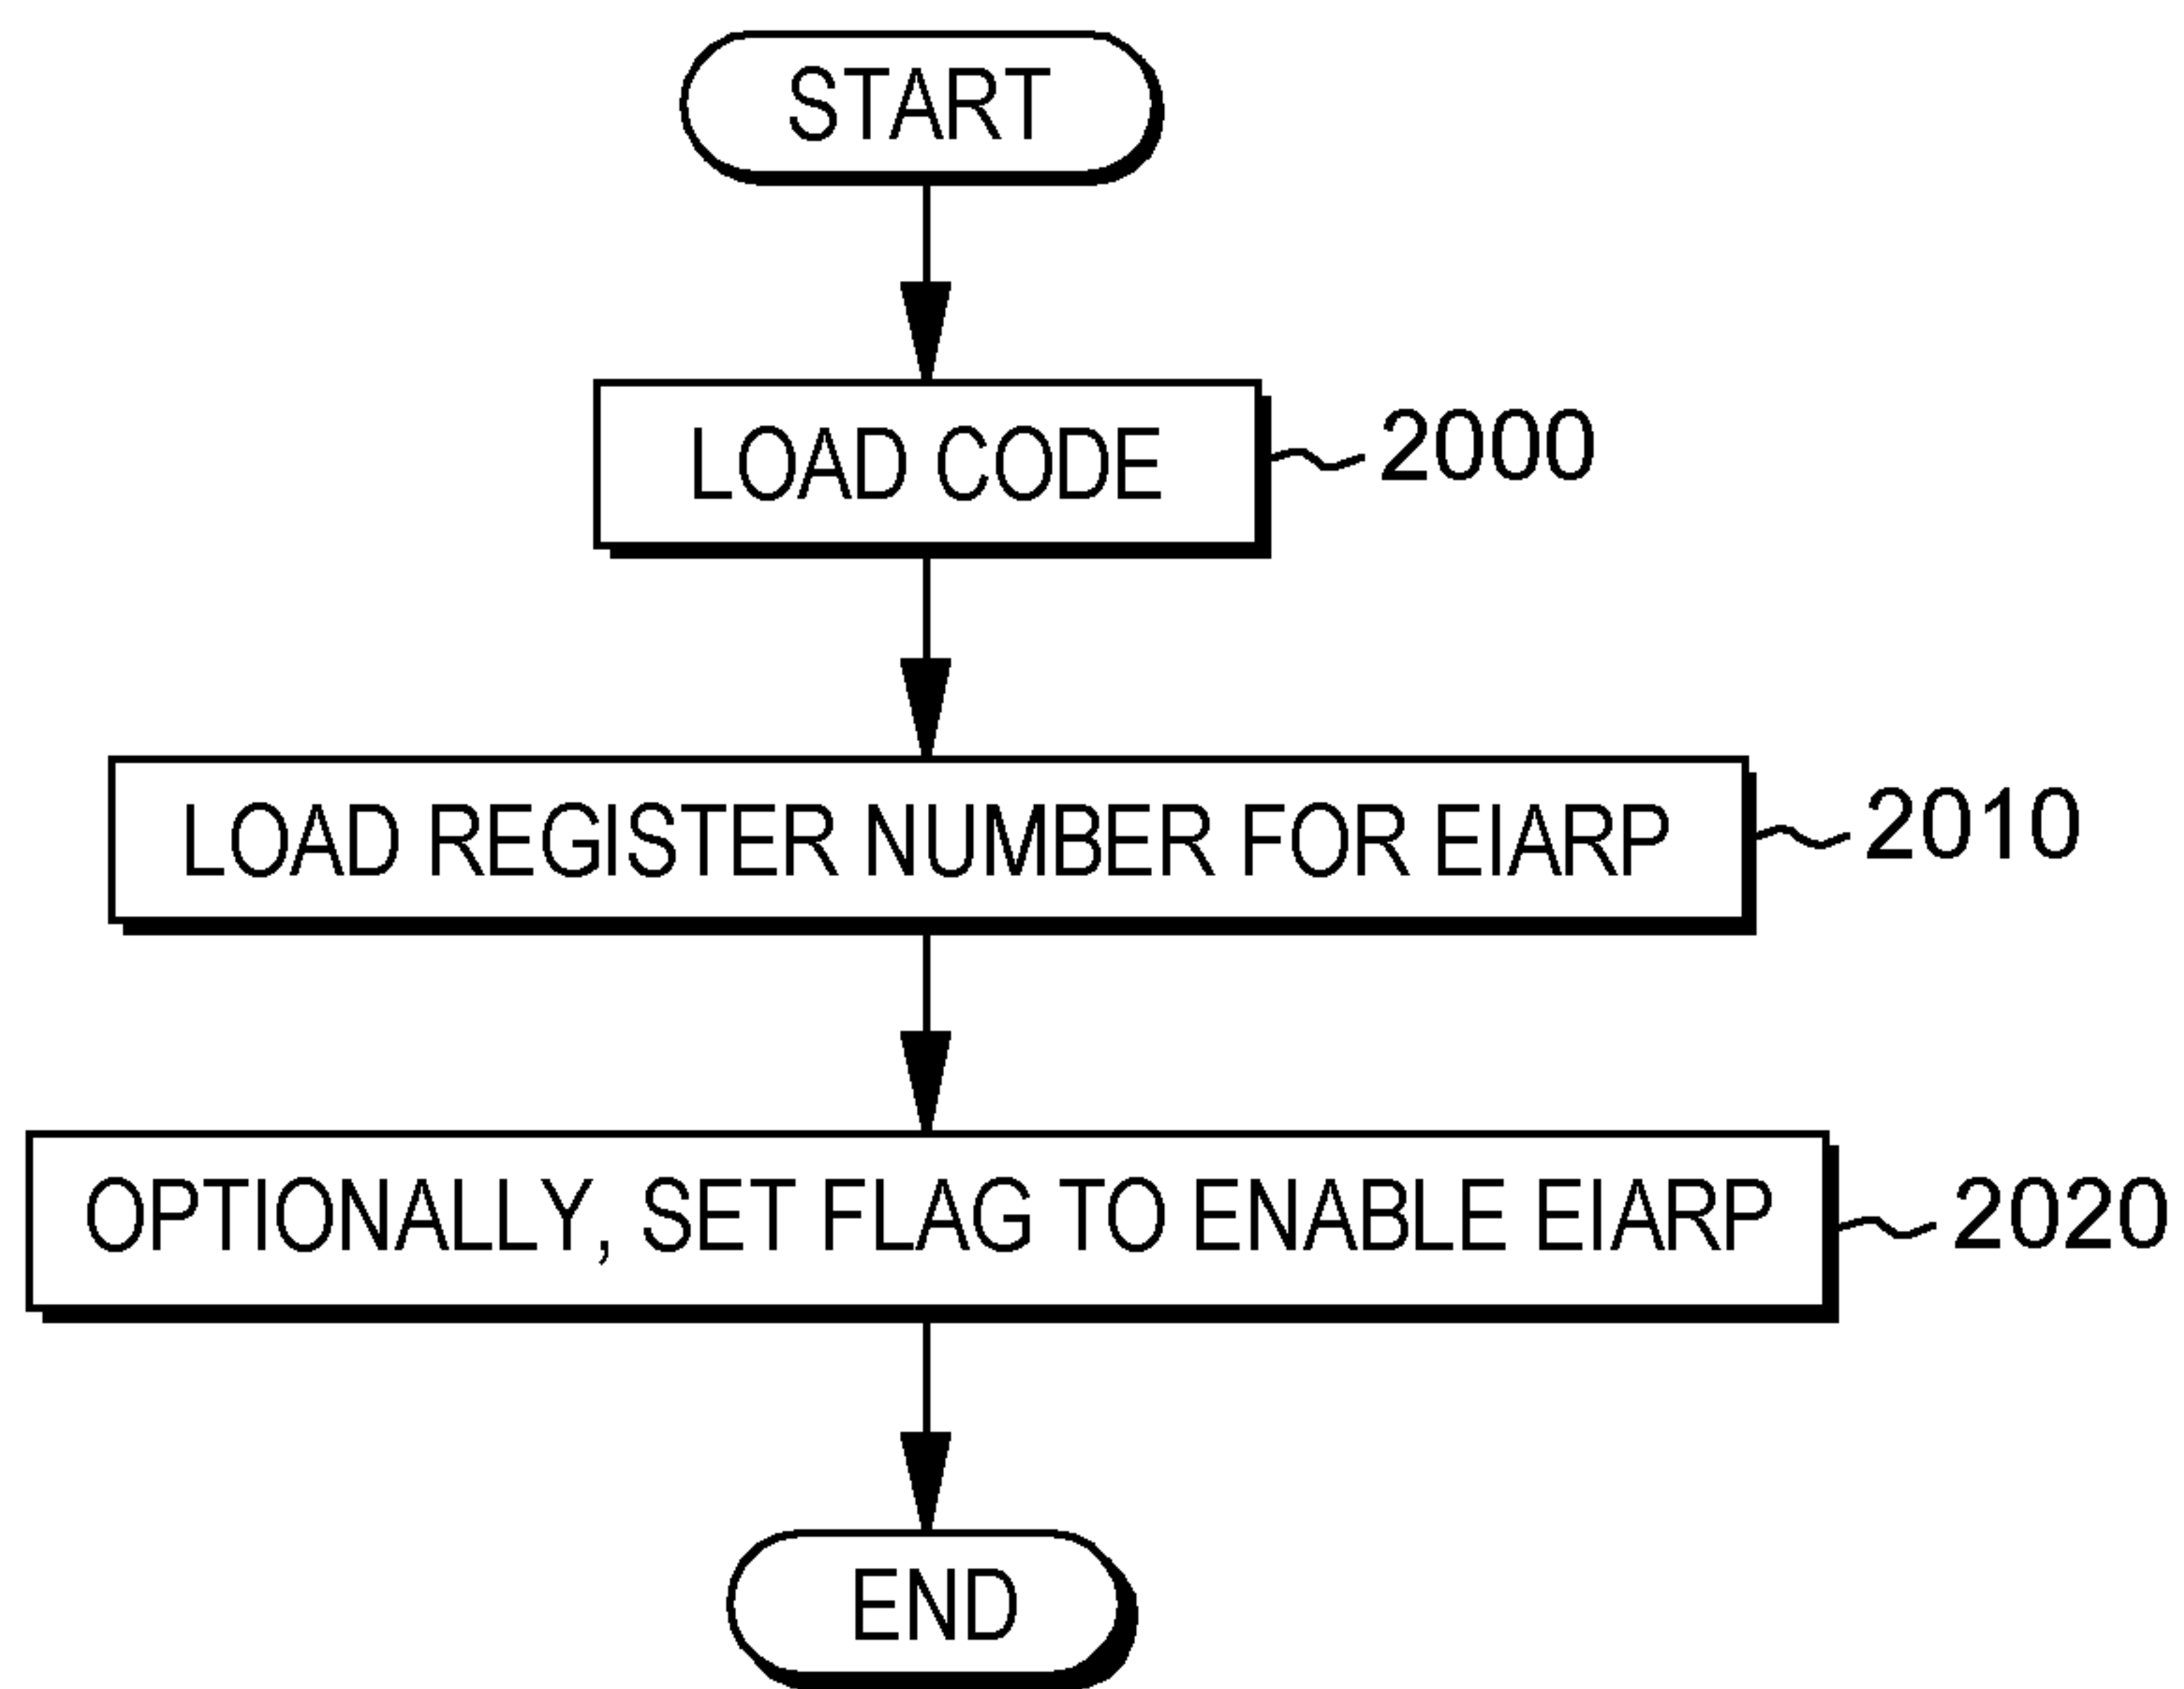 START
LOAD CODE
2000
LOAD REGISTER NUMBER FOR EIARP
2010
OPTIONALLY, SET FLAG TO ENABLE EIARP
2020
END